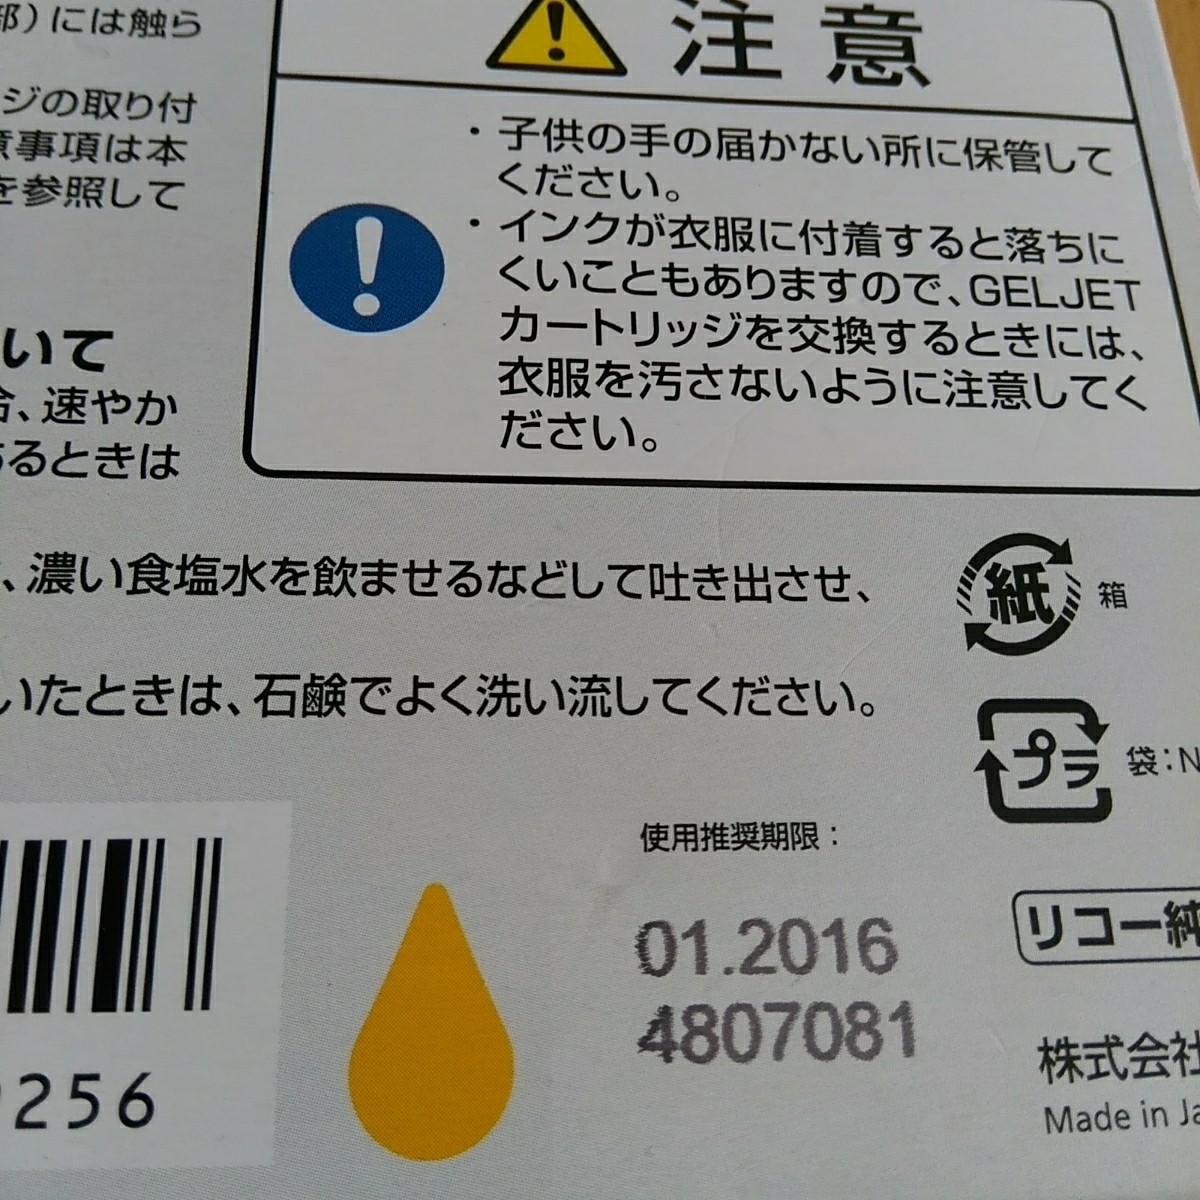 部)には触ら
ジの取り付
意事項は本
を参照して
注意
・子供の手の届かない所に保管して
ください。
・インクが衣服に付着すると落ちに
くいこともありますので、GELJET
カートリッジを交換するときには、
衣服を汚さないように注意してく
ださい。
いて
合、速やか
あるときは
、濃い食塩水を飲ませるなどして吐き出させ、
いたときは、石鹸でよく洗い流してください。
紙 箱
プラ 袋:N
使用推奨期限:
01.2016
4807081
256
リコー純
株式会社
Made in Ja